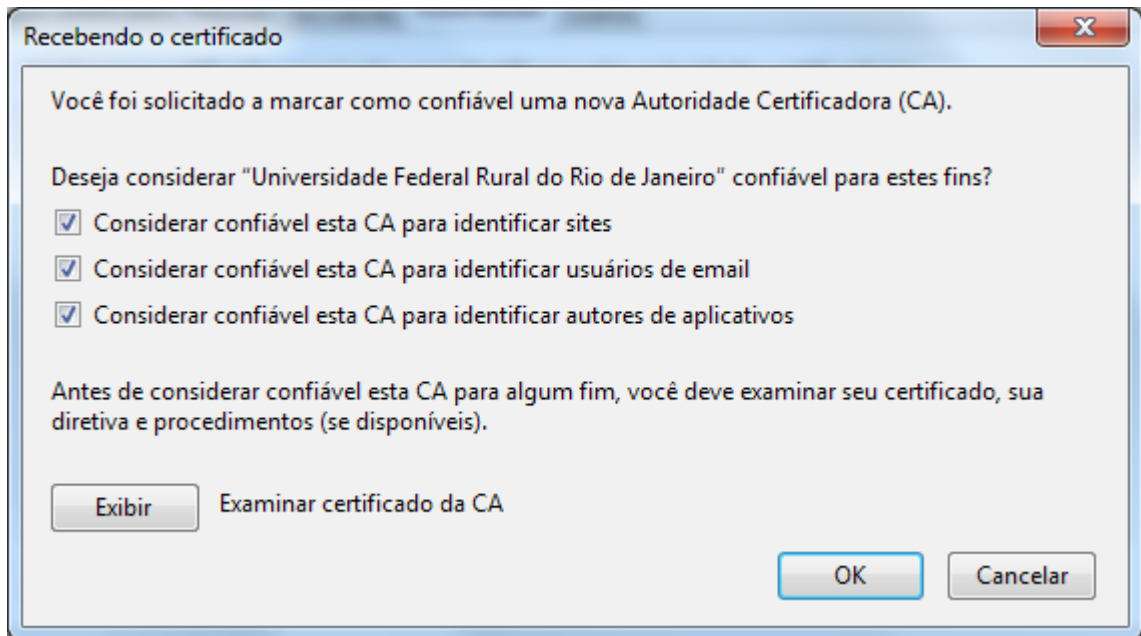 Recebendo o certificado
Você foi solicitado a marcar como confiável uma nova Autoridade Certificadora (CA).
Deseja considerar “Universidade Federal Rural do Rio de Janeiro” confiável para estes fins?
Considerar confiável esta CA para identificar sites
Considerar confiável esta CA para identificar usuários de email
Considerar confiável esta CA para identificar autores de aplicativos
Antes de considerar confiável esta CA para algum fim, você deve examinar seu certificado, sua
diretiva e procedimentos (se disponíveis).
Exibir Examinar certificado da CA
OK Cancelar